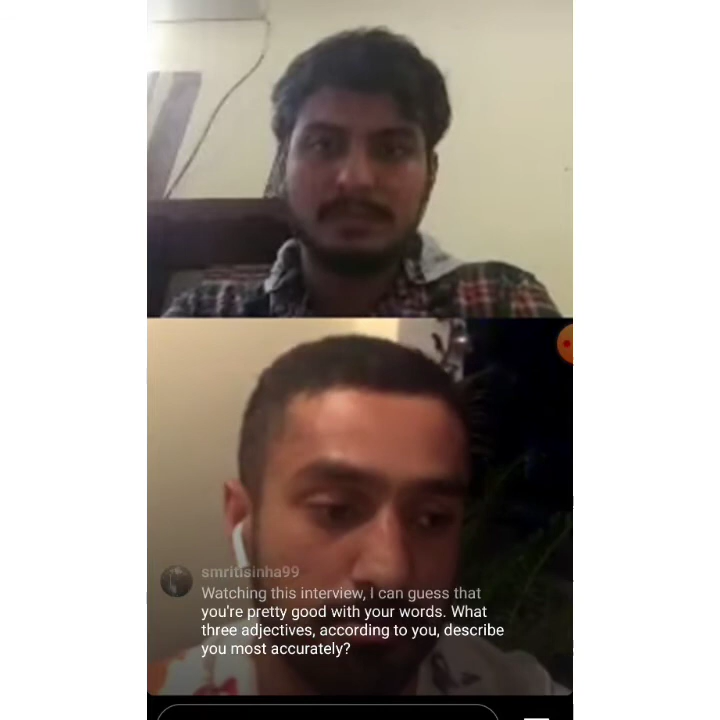 smritisinha99
Watching this interview, I can guess that
you're pretty good with your words. What
three adjectives, according to you, describe
you most accurately?